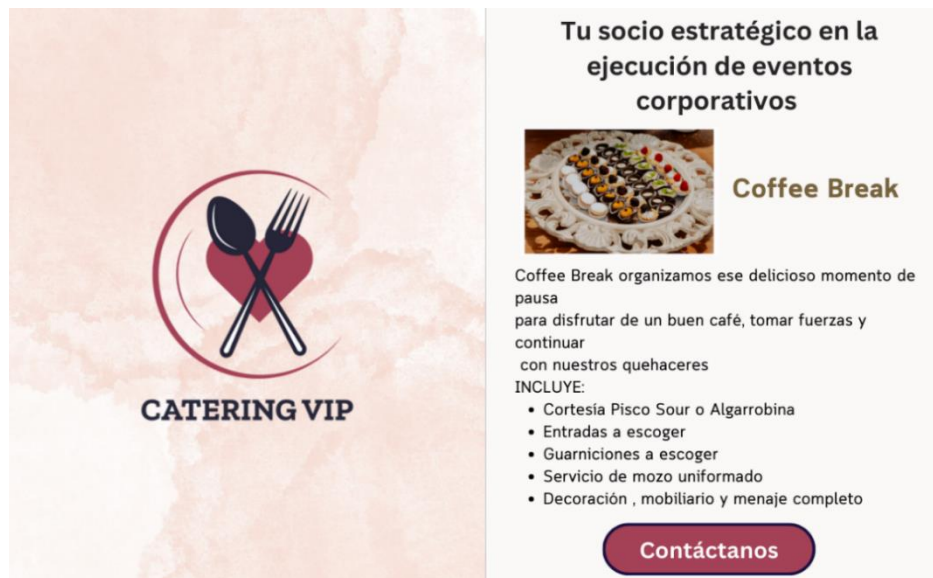 CATERING VIP
Tu socio estratégico en la
ejecución de eventos
corporativos
Coffee Break
Coffee Break organizamos ese delicioso momento de
pausa
para disfrutar de un buen café, tomar fuerzas y
continuar
con nuestros quehaceres
INCLUYE:
• Cortesía Pisco Sour o Algarrobina
• Entradas a escoger
• Guarniciones a escoger
• Servicio de mozo uniformado
• Decoración , mobiliario y menaje completo
Contáctanos